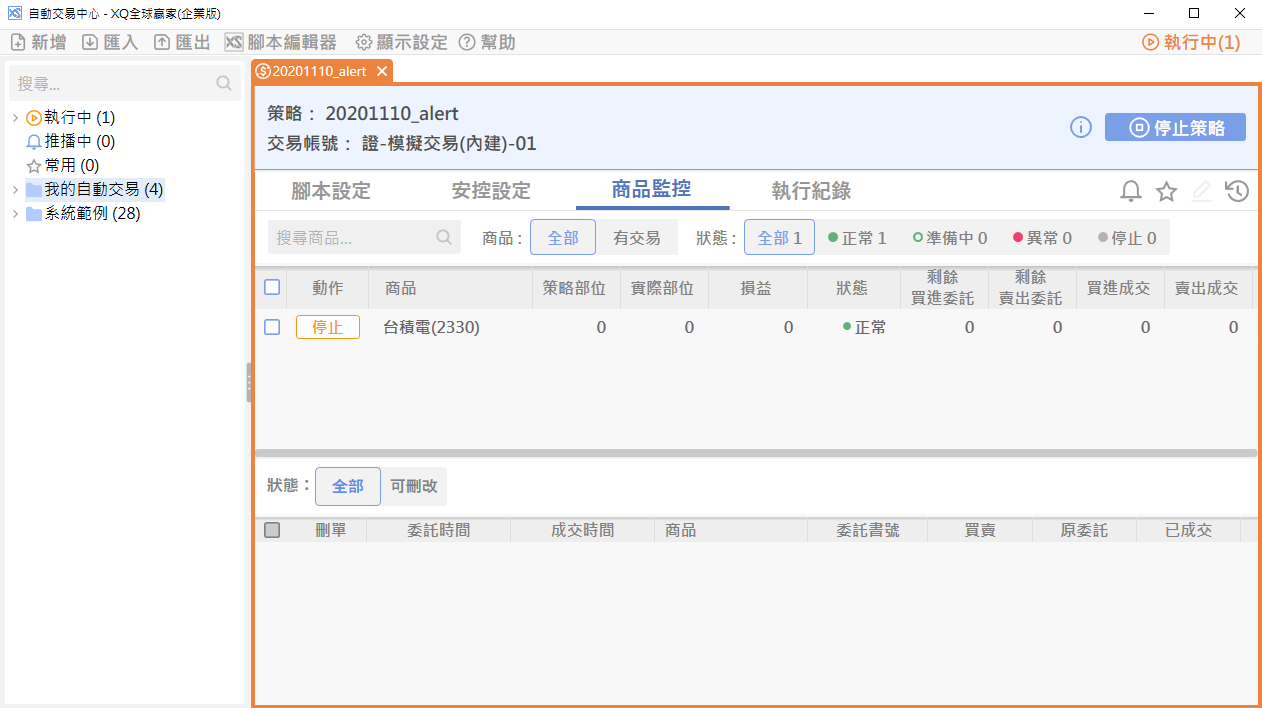 自動交易中心 - XQ全球贏家(企業版)
新增 匯入 匯出 XS 腳本編輯器 顯示設定 幫助 執行中(1)
搜尋...
執行中 (1)
推播中 (0)
常用 (0)
我的自動交易 (4)
系統範例 (28)
20201110_alert
策略： 20201110_alert
交易帳號： 證-模擬交易(內建)-01
停止策略
腳本設定 安控設定 商品監控 執行紀錄
搜尋商品... 商品： 全部 有交易 狀態： 全部 1 正常 1 準備中 0 異常 0 停止 0
動作 商品 策略部位 實際部位 損益 狀態 剩餘 買進委託 剩餘 賣出委託 買進成交 賣出成交
停止 台積電(2330) 0 0 0 正常 0 0 0 0
狀態： 全部 可刪改
刪單 委託時間 成交時間 商品 委託書號 買賣 原委託 已成交